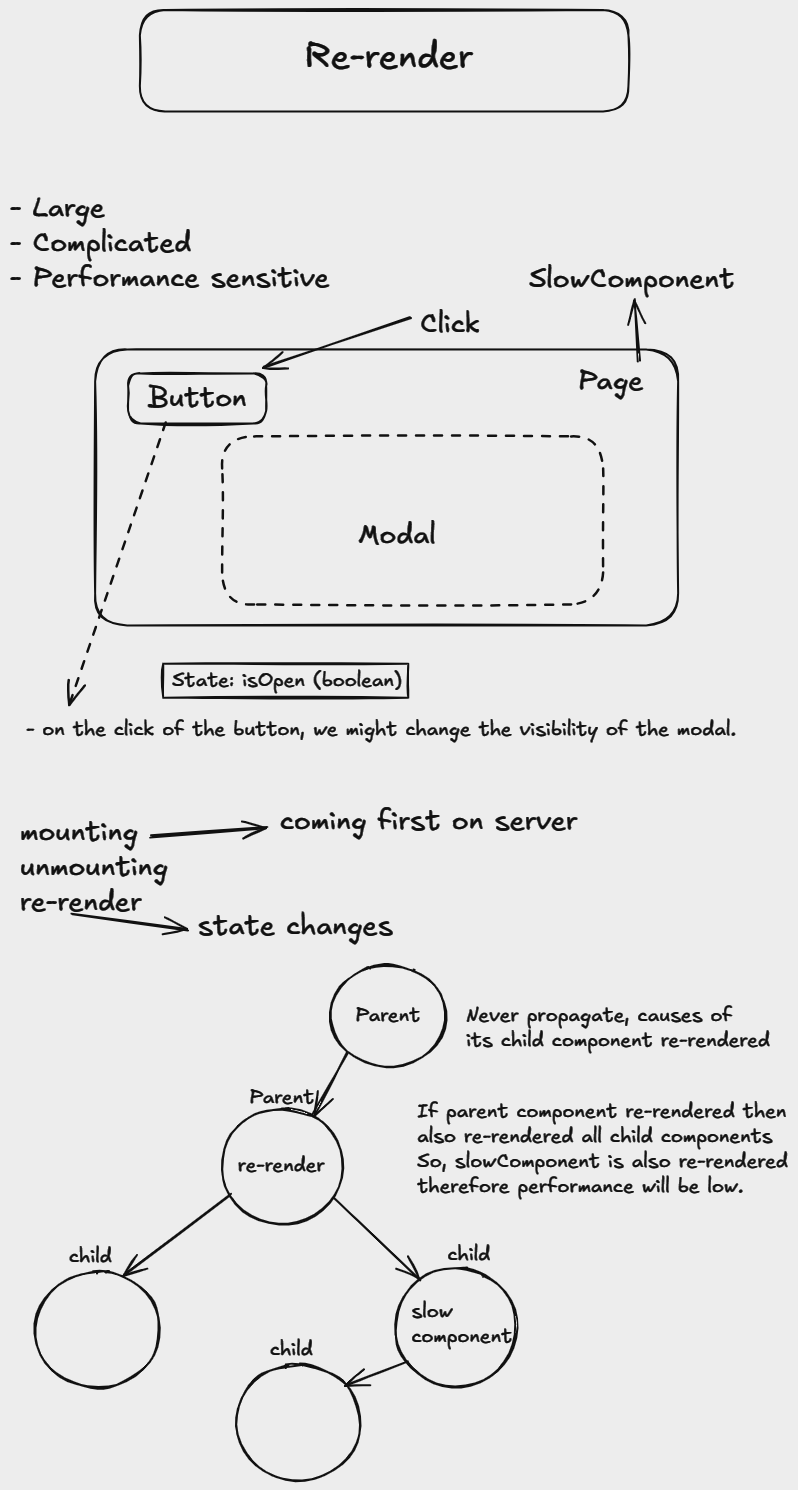 Re-render
- Large
- Complicated
- Performance sensitive
SlowComponent
Click
Button
Page
Modal
State: isOpen (boolean)
- on the click of the button, we might change the visibility of the modal.
mounting
coming first on server
unmounting
re-render
state changes
Parent
Never propagate, causes of
its child component re-rendered
Parent
re-render
If parent component re-rendered then
also re-rendered all child components
So, slowComponent is also re-rendered
therefore performance will be low.
child
child
slow
component
child